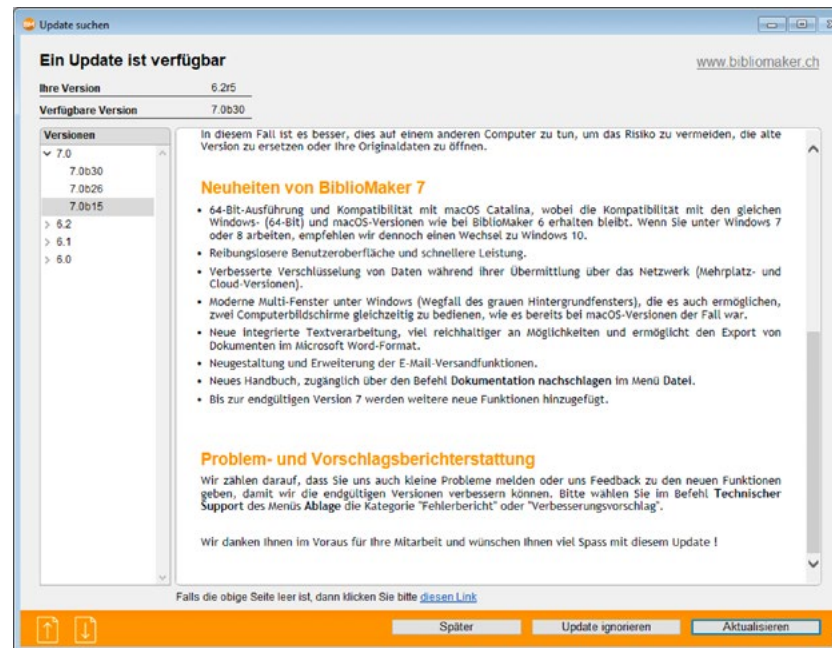 Update suchen
Ein Update ist verfügbar
www.bibliomaker.ch
Ihre Version 6.2r5
Verfügbare Version 7.0b30
Versionen
7.0
7.0b30
7.0b26
7.0b15
6.2
6.1
6.0
In diesem Fall ist es besser, dies auf einem anderen Computer zu tun, um das Risiko zu vermeiden, die alte
Version zu ersetzen oder Ihre Originaldaten zu öffnen.
Neuheiten von BiblioMaker 7
• 64-Bit-Ausführung und Kompatibilität mit macOS Catalina, wobei die Kompatibilität mit den gleichen
Windows- (64-Bit) und macOS-Versionen wie bei BiblioMaker 6 erhalten bleibt. Wenn Sie unter Windows 7
oder 8 arbeiten, empfehlen wir dennoch einen Wechsel zu Windows 10.
• Reibungslosere Benutzeroberfläche und schnellere Leistung.
• Verbesserte Verschlüsselung von Daten während ihrer Übermittlung über das Netzwerk (Mehrplatz- und
Cloud-Versionen).
• Moderne Multi-Fenster unter Windows (Wegfall des grauen Hintergrundfensters), die es auch ermöglichen,
zwei Computerbildschirme gleichzeitig zu bedienen, wie es bereits bei macOS-Versionen der Fall war.
• Neue integrierte Textverarbeitung, viel reichhaltiger an Möglichkeiten und ermöglicht den Export von
Dokumenten im Microsoft Word-Format.
• Neugestaltung und Erweiterung der E-Mail-Versandfunktionen.
• Neues Handbuch, zugänglich über den Befehl Dokumentation nachschlagen im Menü Datei.
• Bis zur endgültigen Version 7 werden weitere neue Funktionen hinzugefügt.
Problem- und Vorschlagsberichterstattung
Wir zählen darauf, dass Sie uns auch kleine Probleme melden oder uns Feedback zu den neuen Funktionen
geben, damit wir die endgültigen Versionen verbessern können. Bitte wählen Sie im Befehl Technischer
Support des Menüs Ablage die Kategorie "Fehlerbericht" oder "Verbesserungsvorschlag".
Wir danken Ihnen im Voraus für Ihre Mitarbeit und wünschen Ihnen viel Spass mit diesem Update !
Falls die obige Seite leer ist, dann klicken Sie bitte diesen Link
Später
Update ignorieren
Aktualisieren